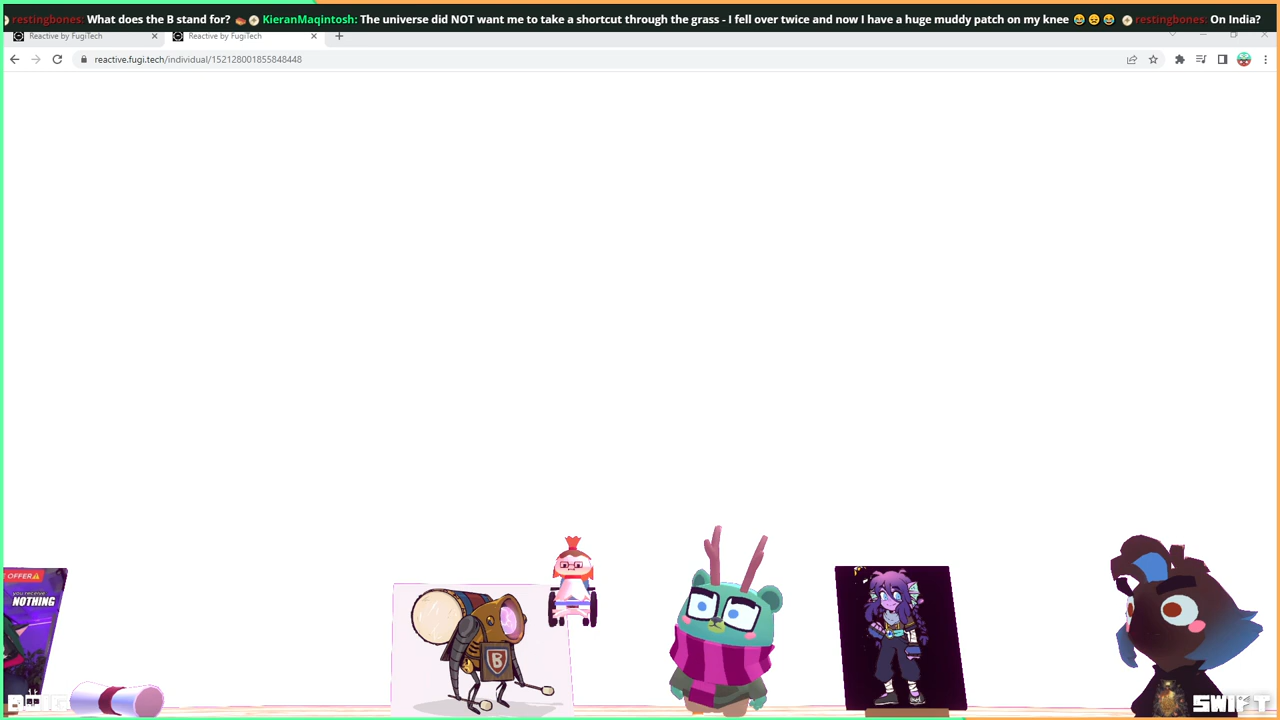 restingbones: What does the B stand for? KieranMaqintosh: The universe did NOT want me to take a shortcut through the grass - I fell over twice and now I have a huge muddy patch on my knee 😂 😣 😂 restingbones: On India?
Reactive by FugiTech Reactive by FugiTech
reactive.fugi.tech/individual/152128001855848448
T OFFER⚠
you receive
NOTHING
B
SWIFT